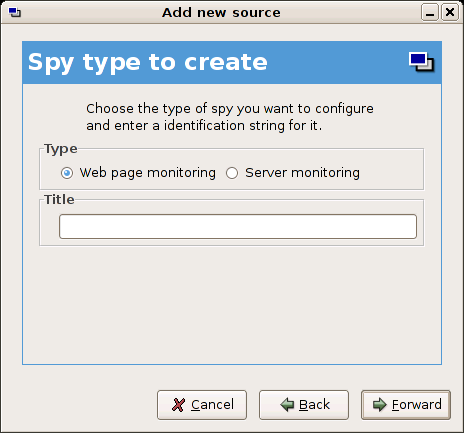 Add new source
Spy type to create
Choose the type of spy you want to configure
and enter a identification string for it.
Type
Web page monitoring Server monitoring
Title
Cancel Back Forward